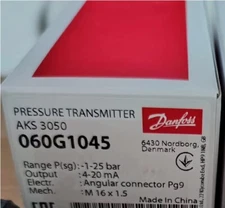 PRESSURE TRANSMITTER
AKS 3050
060G1045
Danfoss
6430 Nordborg,
Denmark
Range P(sg) : -1-25 bar
Output : 4-20 mA
Electr. : Angular connector Pg9
Mech. : M 16 x 1.5
Made in China